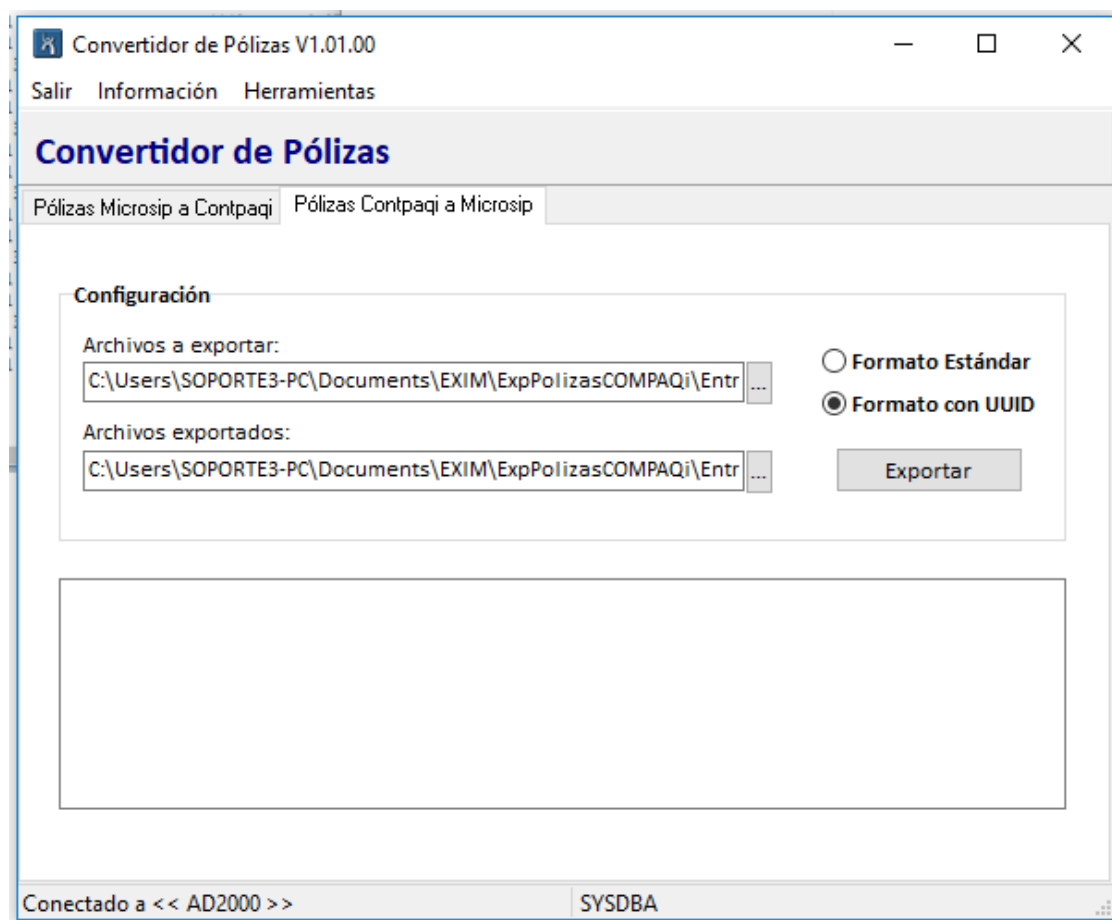 Convertidor de Pólizas V1.01.00
Salir Información Herramientas
Convertidor de Pólizas
Pólizas Microsip a Contpaqi Pólizas Contpaqi a Microsip
Configuración
Archivos a exportar:
C:\Users\SOPORTE3-PC\Documents\EXIM\ExpPolizasCOMPAQi\Entr ...
Formato Estándar
Formato con UUID
Archivos exportados:
C:\Users\SOPORTE3-PC\Documents\EXIM\ExpPolizasCOMPAQi\Entr ...
Exportar
Conectado a << AD2000 >> SYSDBA